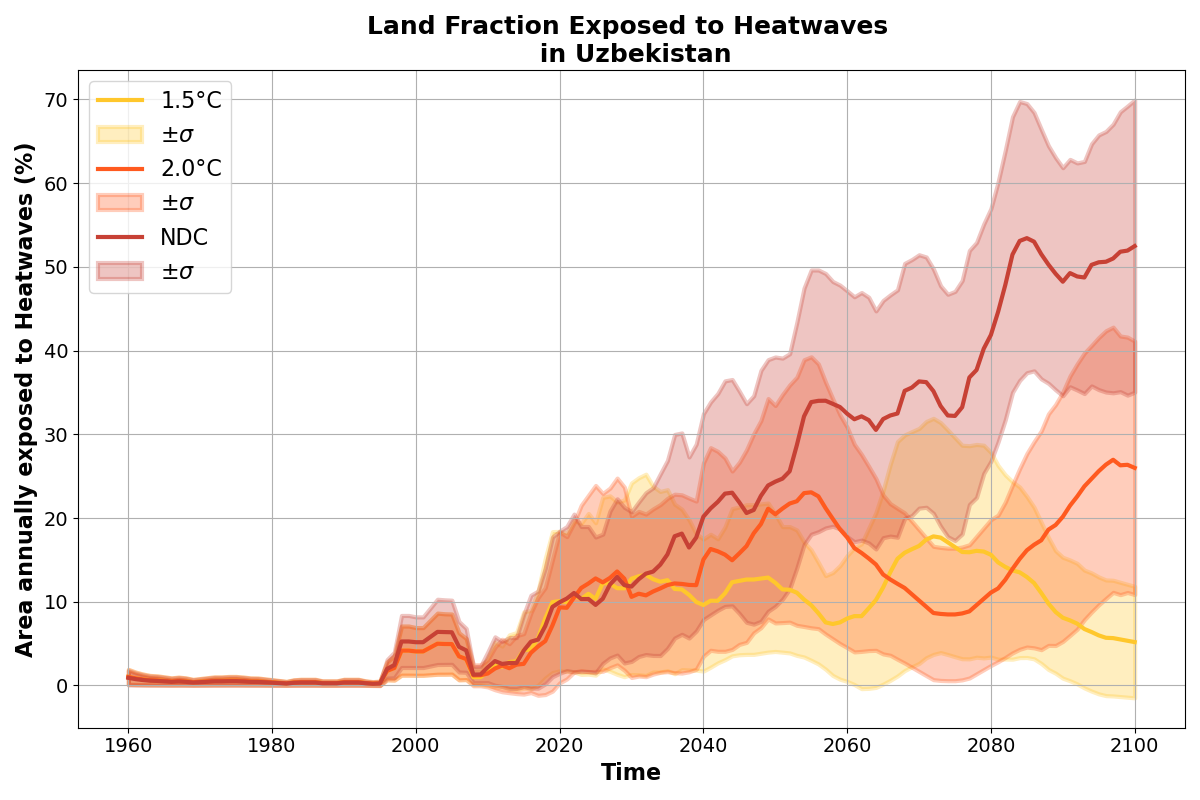 Land Fraction Exposed to Heatwaves
in Uzbekistan
Area annually exposed to Heatwaves (%)
70
60
50
40
30
20
10
0
1.5°C
±σ
2.0°C
±σ
NDC
±σ
1960 1980 2000 2020 2040 2060 2080 2100
Time